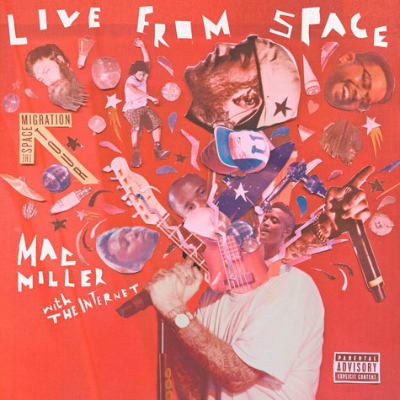 LIVE FROM SPACE
THE SPACE MIGRATION
TOUR
MAC
MILLER
with
THE INTERNET
PARENTAL
ADVISORY
EXPLICIT CONTENT